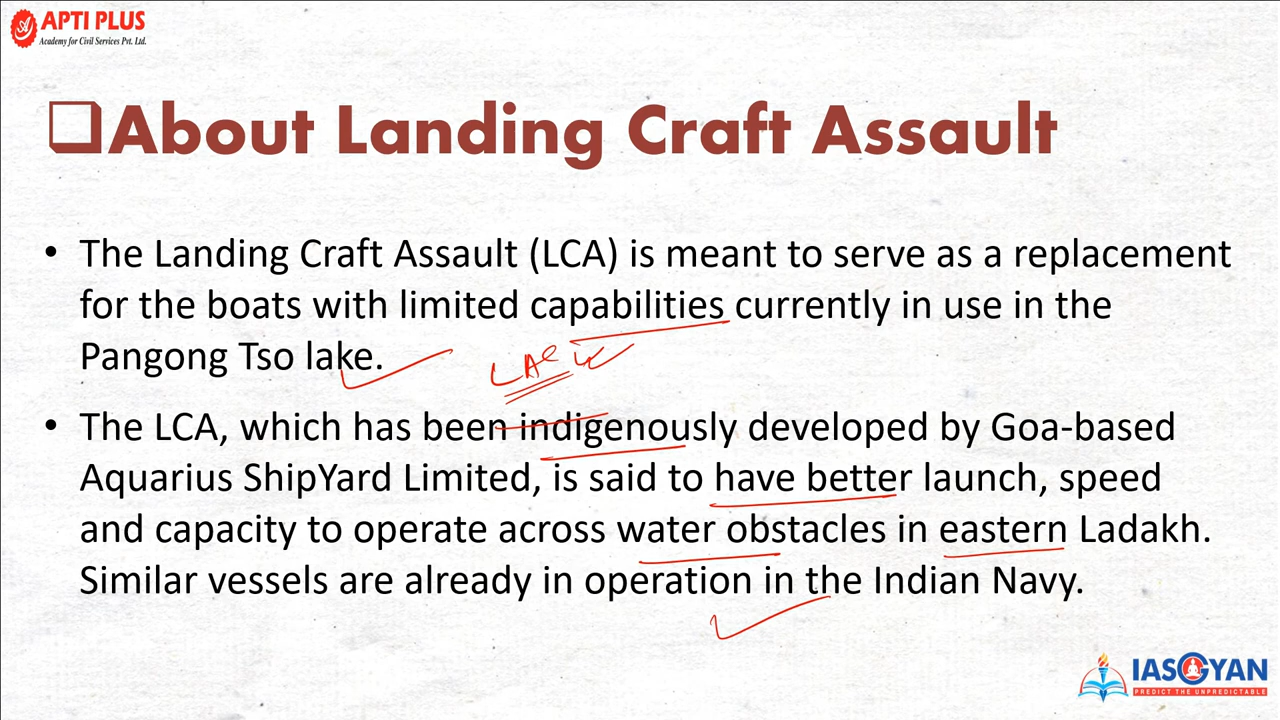 APTI PLUS
Academy for Civil Services Pvt. Ltd.
❑About Landing Craft Assault
• The Landing Craft Assault (LCA) is meant to serve as a replacement
for the boats with limited capabilities currently in use in the
Pangong Tso lake.
• The LCA, which has been indigenously developed by Goa-based
Aquarius ShipYard Limited, is said to have better launch, speed
and capacity to operate across water obstacles in eastern Ladakh.
Similar vessels are already in operation in the Indian Navy.
IASGYAN
PREDICT THE UNPREDICTABLE